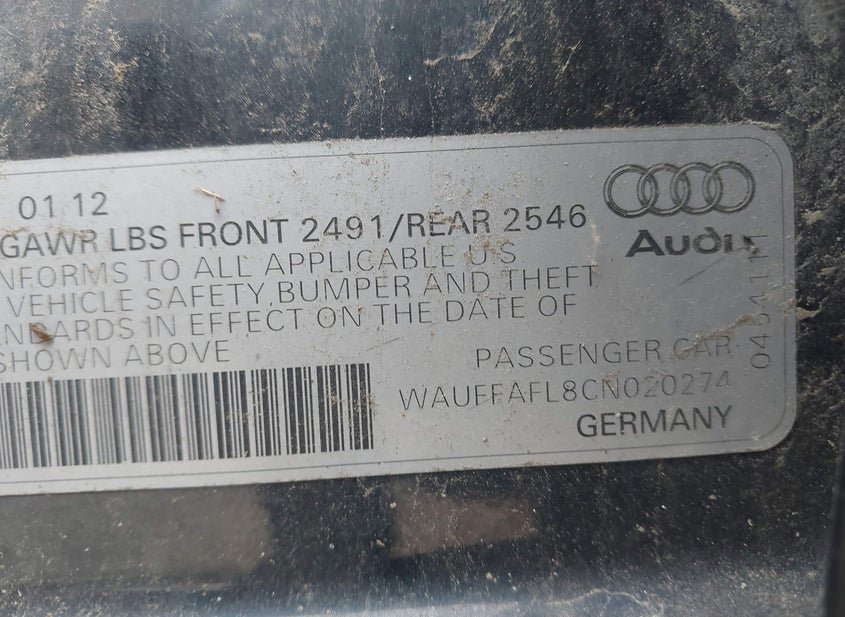 01 12
GAWR LBS FRONT 2491/REAR 2546
NFORMS TO ALL APPLICABLE U.S.
VEHICLE SAFETY, BUMPER AND THEFT
NDARDS IN EFFECT ON THE DATE OF
SHOWN ABOVE
Audi
PASSENGER CAR
WAUFFAFL8CN020274
GERMANY